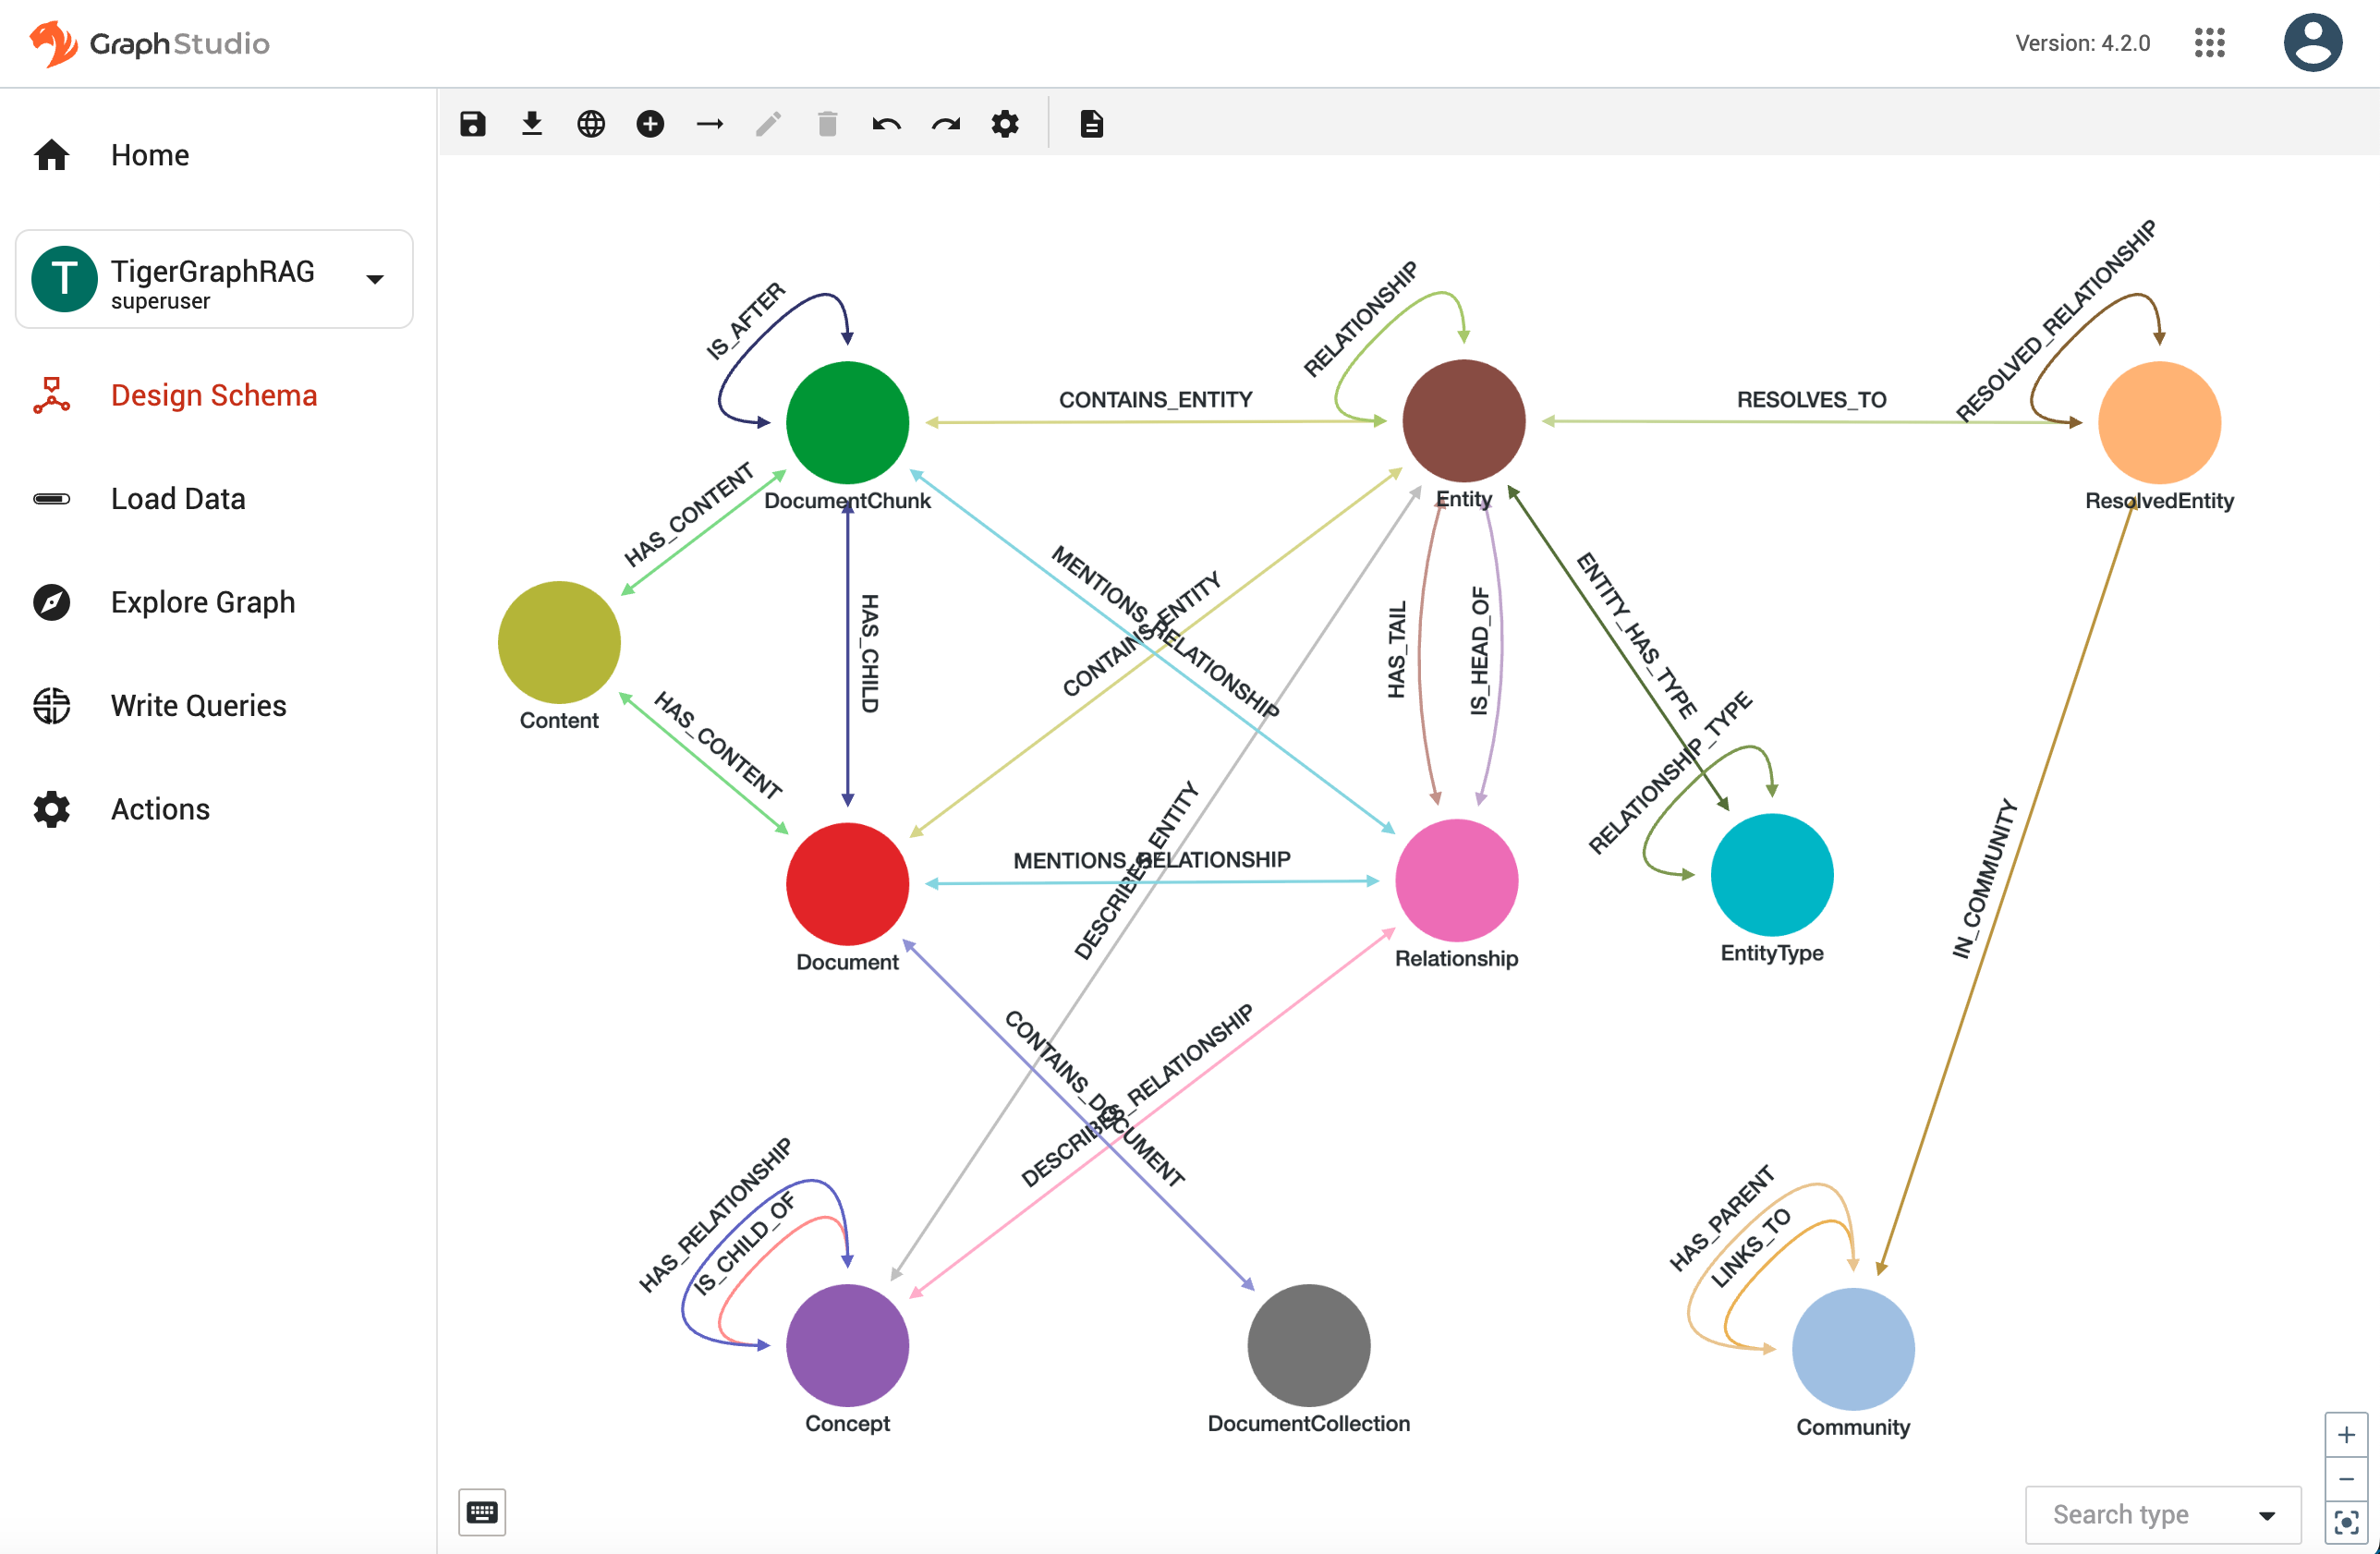 GraphStudio
Version: 4.2.0
Home
T
TigerGraphRAG
superuser
Design Schema
Load Data
Explore Graph
Write Queries
Actions
IS_AFTER
RELATIONSHIP
RESOLVED_RELATIONSHIP
CONTAINS_ENTITY
RESOLVES_TO
DocumentChunk
Entity
ResolvedEntity
HAS_CONTENT
HAS_CHILD
MENTIONS_RELATIONSHIP
CONTAINS_ENTITY
HAS_TAIL
IS_HEAD_OF
ENTITY_HAS_TYPE
Content
HAS_CONTENT
RELATIONSHIP_TYPE
DESCRIBES_ENTITY
MENTIONS_RELATIONSHIP
IN_COMMUNITY
Document
Relationship
EntityType
CONTAINS_DOCUMENT
DESCRIBES_RELATIONSHIP
HAS_RELATIONSHIP
IS_CHILD_OF
HAS_PARENT
LINKS_TO
Concept
DocumentCollection
Community
Search type